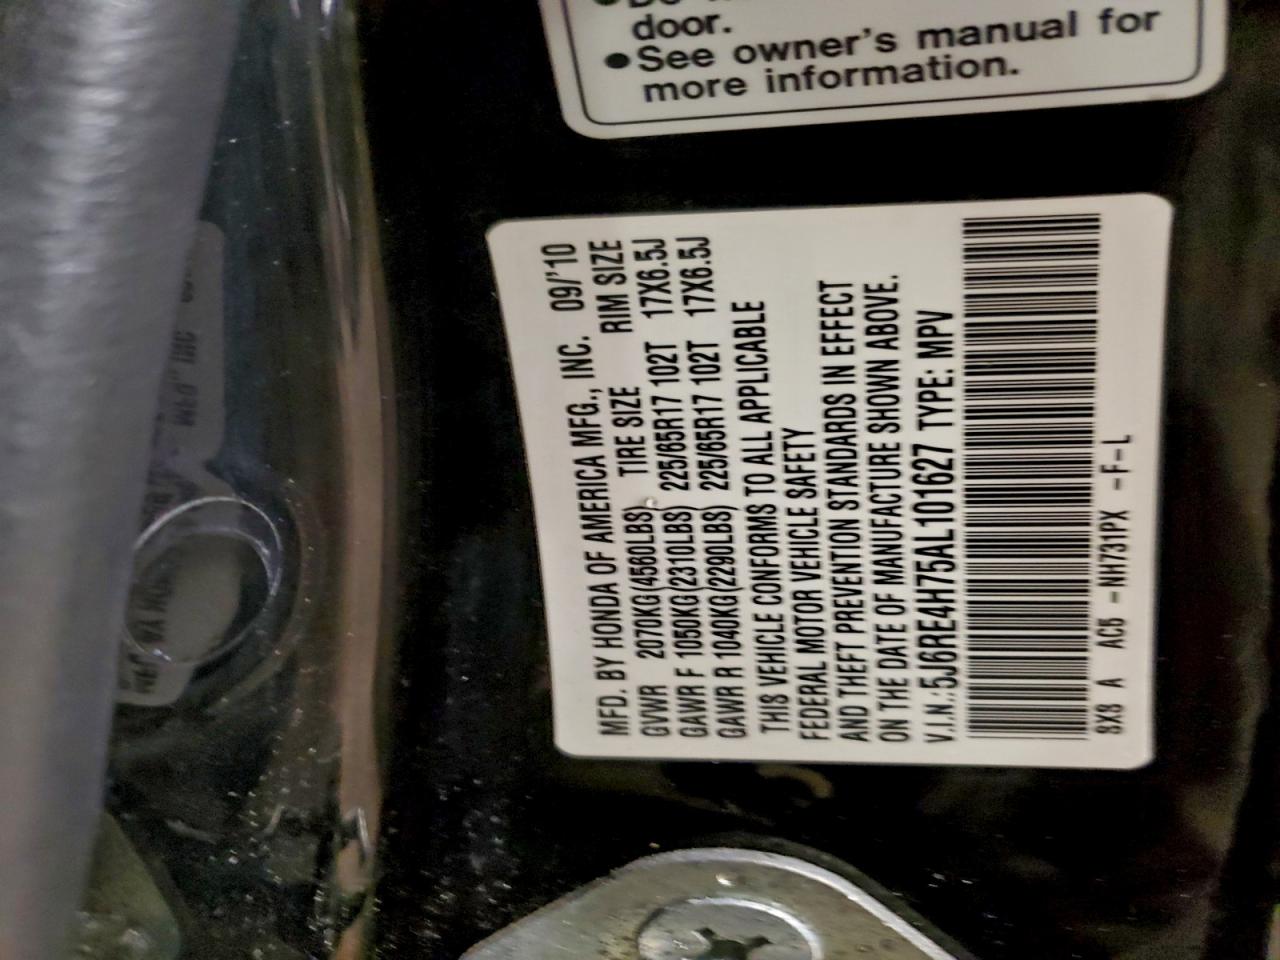 door.
●See owner's manual for
more information.
MFD. BY HONDA OF AMERICA MFG., INC. 09/'10
TIRE SIZE RIM SIZE
GVWR 2070KG(4560LBS)
GAWR F 1050KG(2310LBS) 225/65R17 102T 17X6.5J
GAWR R 1040KG(2290LBS) 225/65R17 102T 17X6.5J
THIS VEHICLE CONFORMS TO ALL APPLICABLE
FEDERAL MOTOR VEHICLE SAFETY
AND THEFT PREVENTION STANDARDS IN EFFECT
ON THE DATE OF MANUFACTURE SHOWN ABOVE.
V.I.N.: 5J6RE4H75AL101627 TYPE: MPV
SX8 A AC5 -NH731PX -F-L